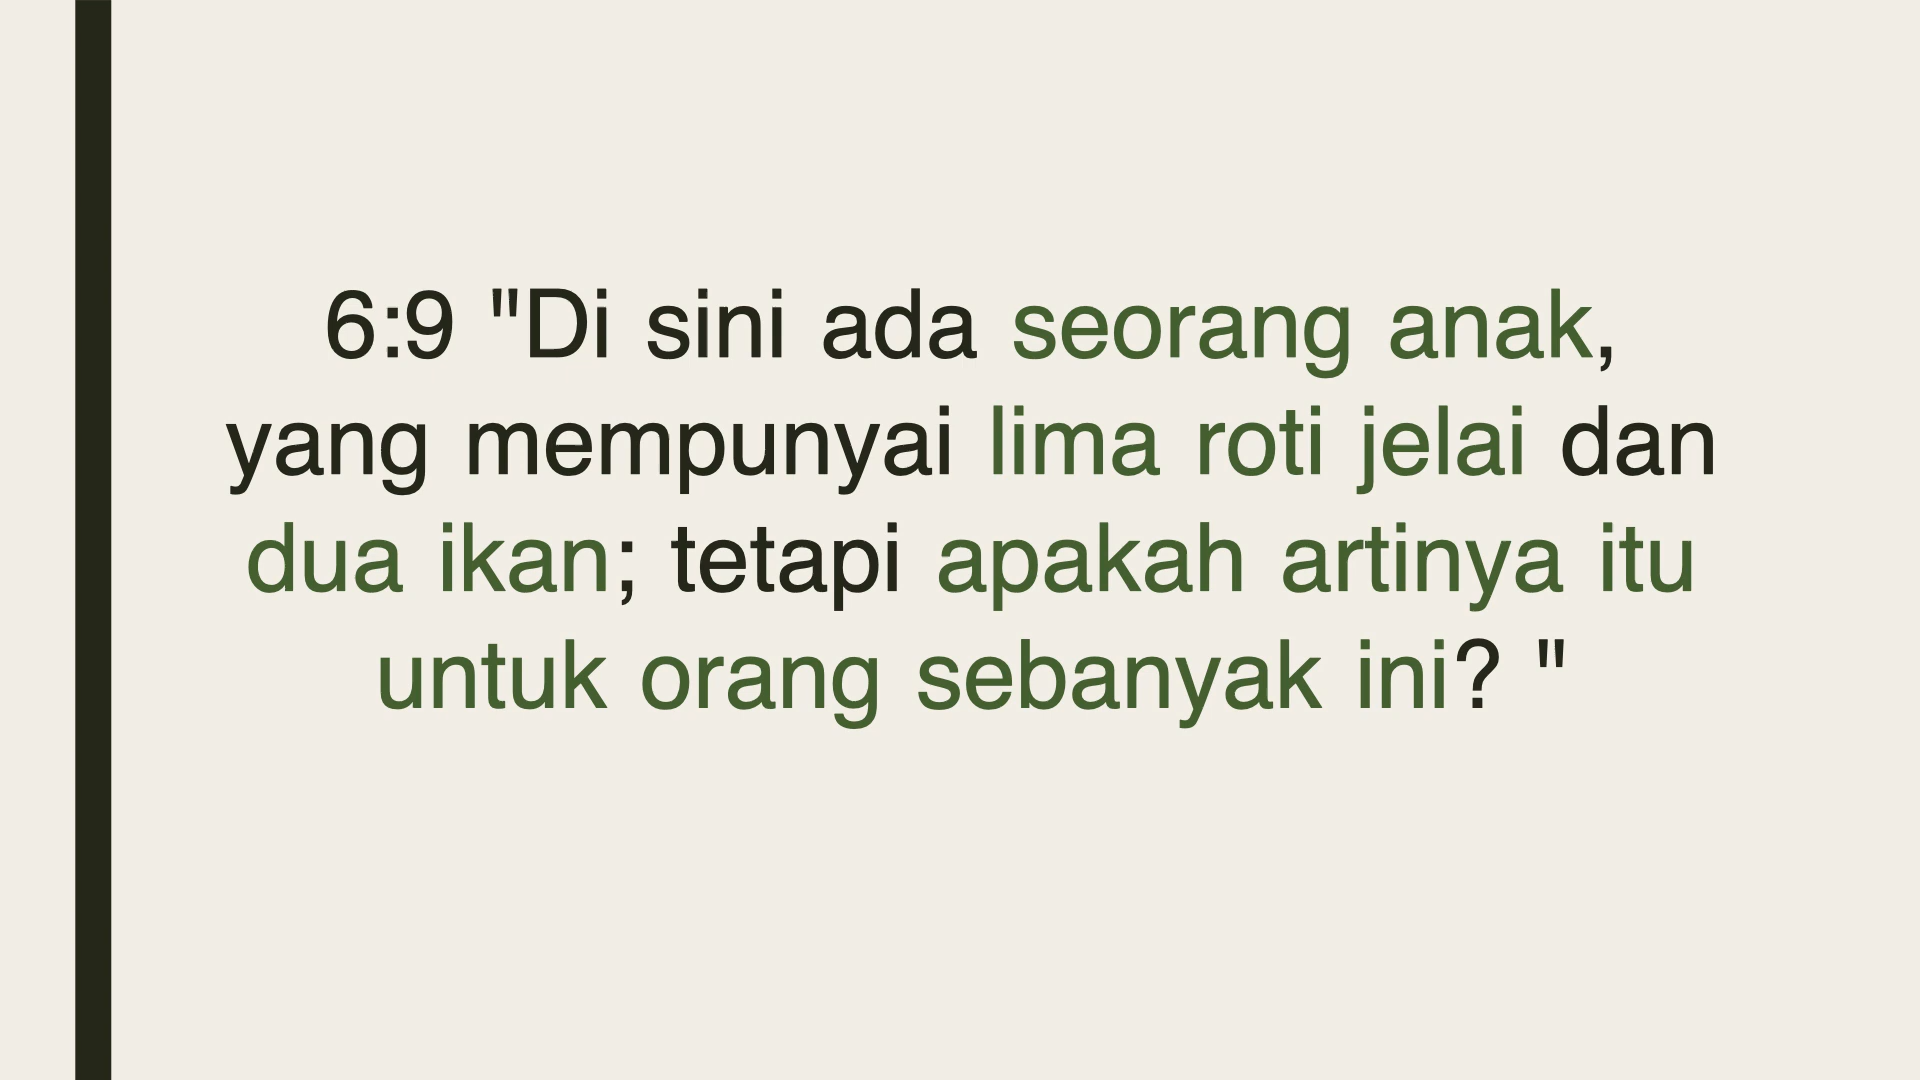 6:9 "Di sini ada seorang anak,
yang mempunyai lima roti jelai dan
dua ikan; tetapi apakah artinya itu
untuk orang sebanyak ini? "